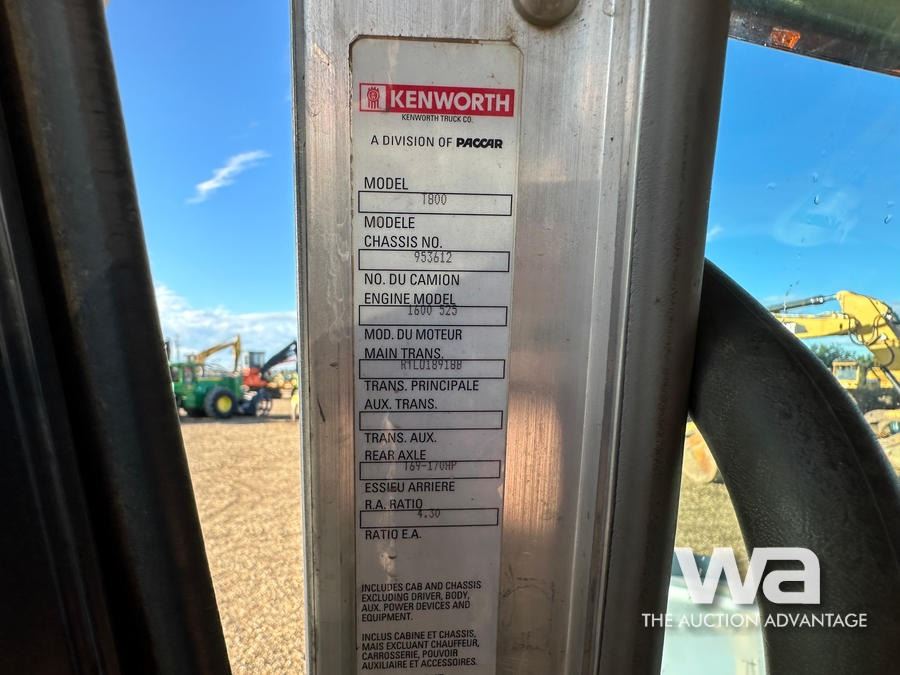 KENWORTH
KENWORTH TRUCK CO.
A DIVISION OF PACCAR
MODEL
T800
MODELE
CHASSIS NO.
953612
NO. DU CAMION
ENGINE MODEL
1600 525
MOD. DU MOTEUR
MAIN TRANS.
RTLO18918B
TRANS. PRINCIPALE
AUX. TRANS.
TRANS. AUX.
REAR AXLE
T69-170HP
ESSIEU ARRIERE
R.A. RATIO
4.30
RATIO E.A.
INCLUDES CAB AND CHASSIS
EXCLUDING DRIVER, BODY,
AUX. POWER DEVICES AND
EQUIPMENT.
INCLUS CABINE ET CHASSIS,
MAIS EXCLUANT CHAUFFEUR,
CARROSSERIE, POUVOIR
AUXILIAIRE ET ACCESSOIRES.
wa
THE AUCTION ADVANTAGE